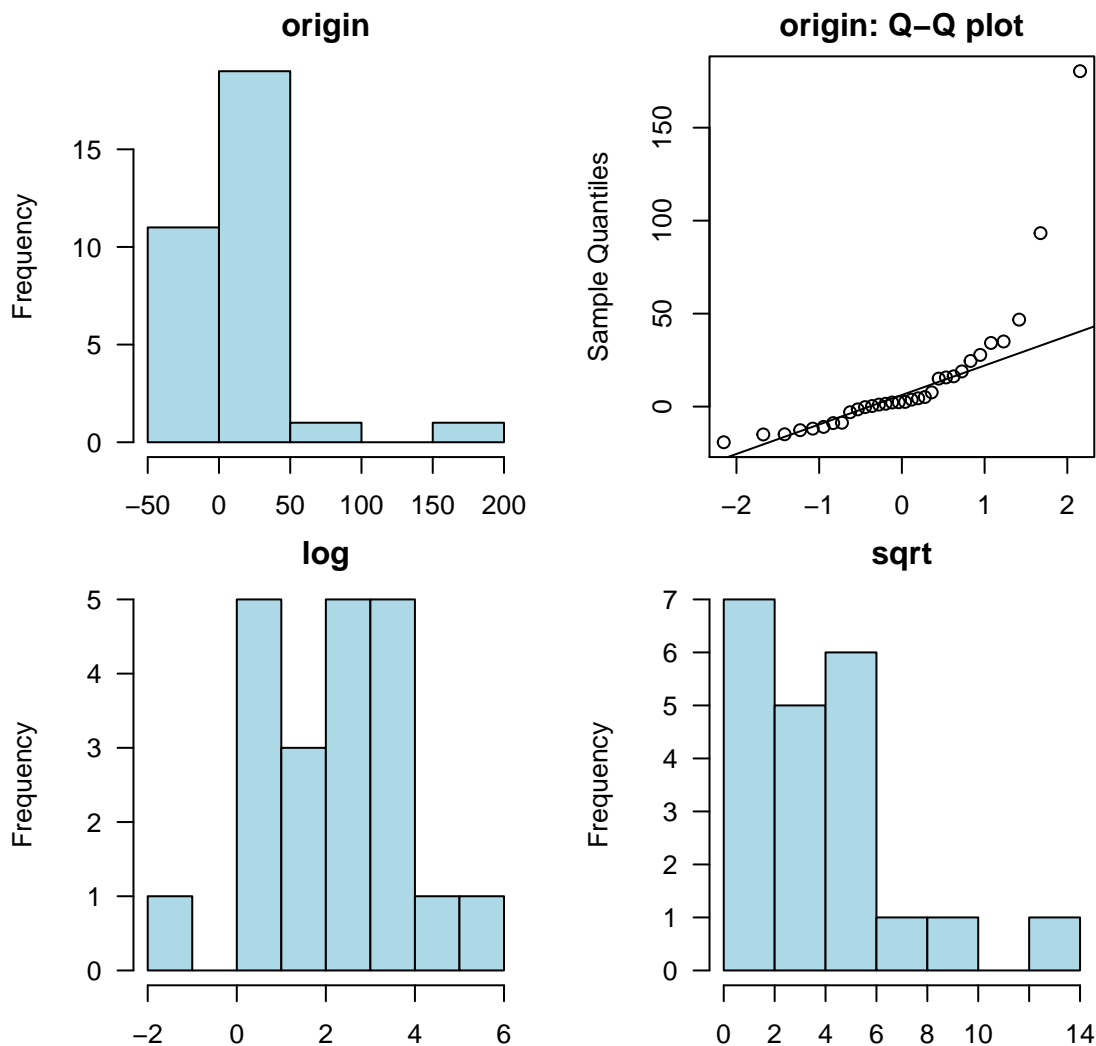 origin
Frequency
15
10
5
0
−50 0 50 100 150 200
origin: Q−Q plot
Sample Quantiles
150
100
50
0
−2 −1 0 1 2
log
Frequency
5
4
3
2
1
0
−2 0 2 4 6
sqrt
Frequency
7
6
5
4
3
2
1
0
0 2 4 6 8 10 14